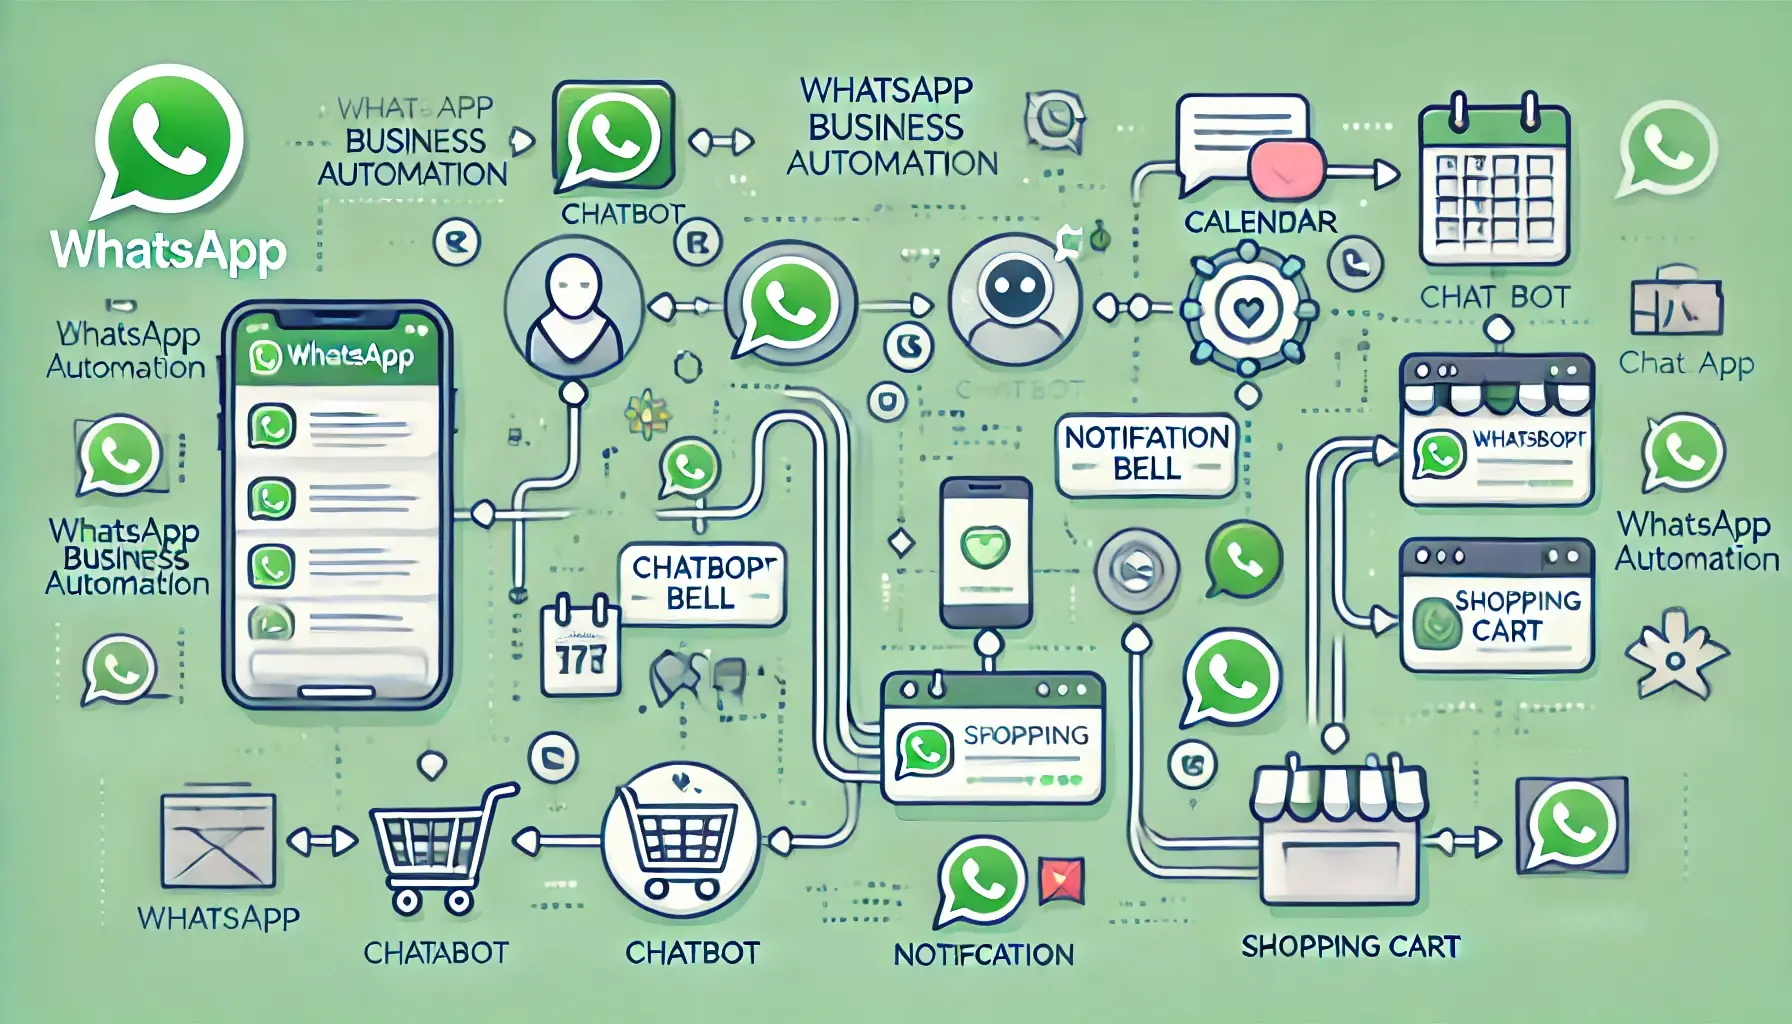 WHATSAPP
BUSINESS
AUTOMATION
WHATSAPP
BUSINESS
AUTOMATION
CHATBOT
CALENDAR
WhatsApp
CHAT BOT
WhatsApp
Automation
WhatsApp
Chat App
CHATBOT
NOTIFATION
BELL
WHATSBOPT
WhatsApp
Business
Automation
WhatsApp
Automation
CHATBOPT
BELL
SHOPPING
CART
SPOPPING
WHATSAPP
CHATABOT
CHATBOT
NOTIFCATION
SHOPPING CART